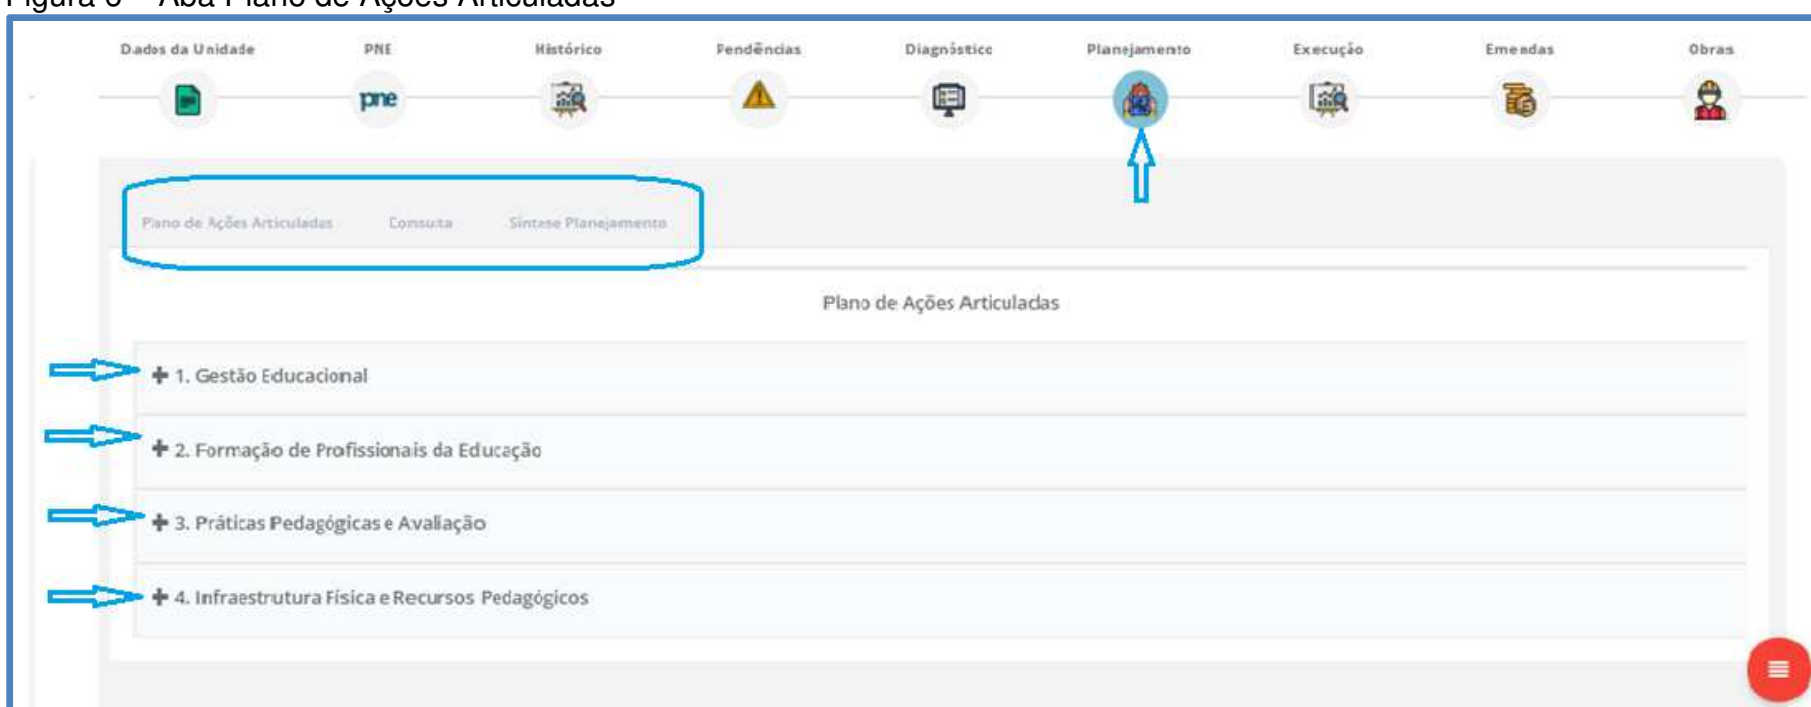 Figura 6 – Aba Plano de Ações Articuladas
Dados da Unidade PNE Histórico Pendências Diagnóstico Planejamento Execução Emendas Obras
pne
Plano de Ações Articuladas Consulta Síntese Planejamento
Plano de Ações Articuladas
+ 1. Gestão Educacional
+ 2. Formação de Profissionais da Educação
+ 3. Práticas Pedagógicas e Avaliação
+ 4. Infraestrutura Física e Recursos Pedagógicos